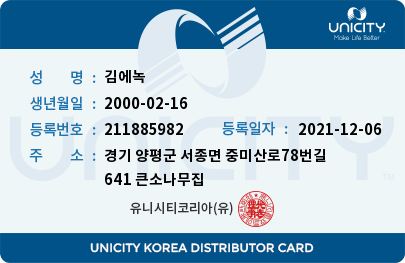 UNICITY
Make Life Better
성 명 : 김에녹
생년월일 : 2000-02-16
등록번호 : 211885982 등록일자 : 2021-12-06
주 소 : 경기 양평군 서종면 중미산로78번길
641 큰소나무집
유니시티코리아(유)
UNICITY
TM
UNICITY KOREA DISTRIBUTOR CARD